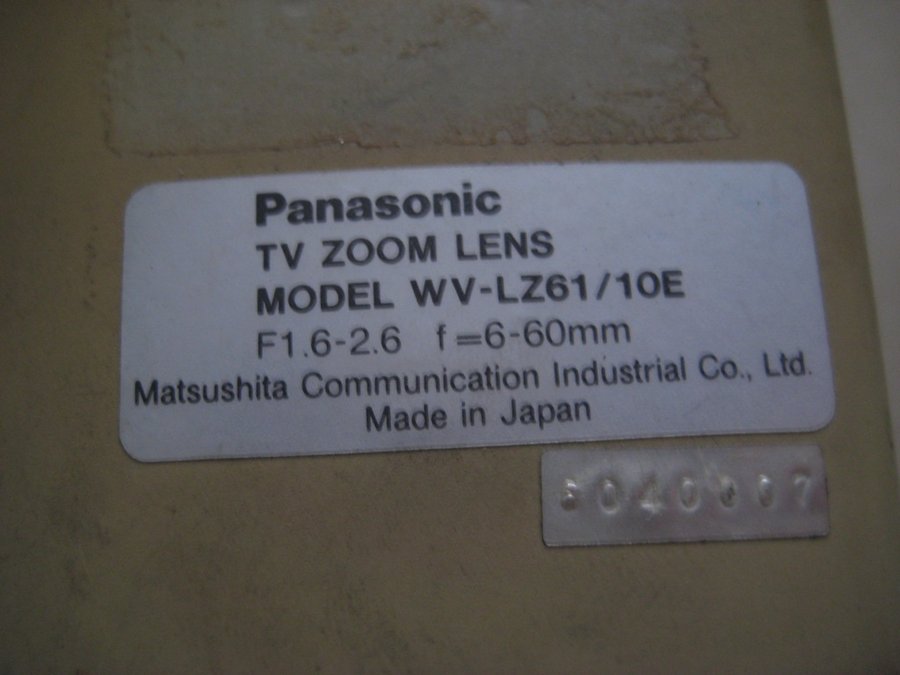 Panasonic
TV ZOOM LENS
MODEL WV-LZ61/10E
F1.6-2.6 f=6-60mm
Matsushita Communication Industrial Co., Ltd.
Made in Japan